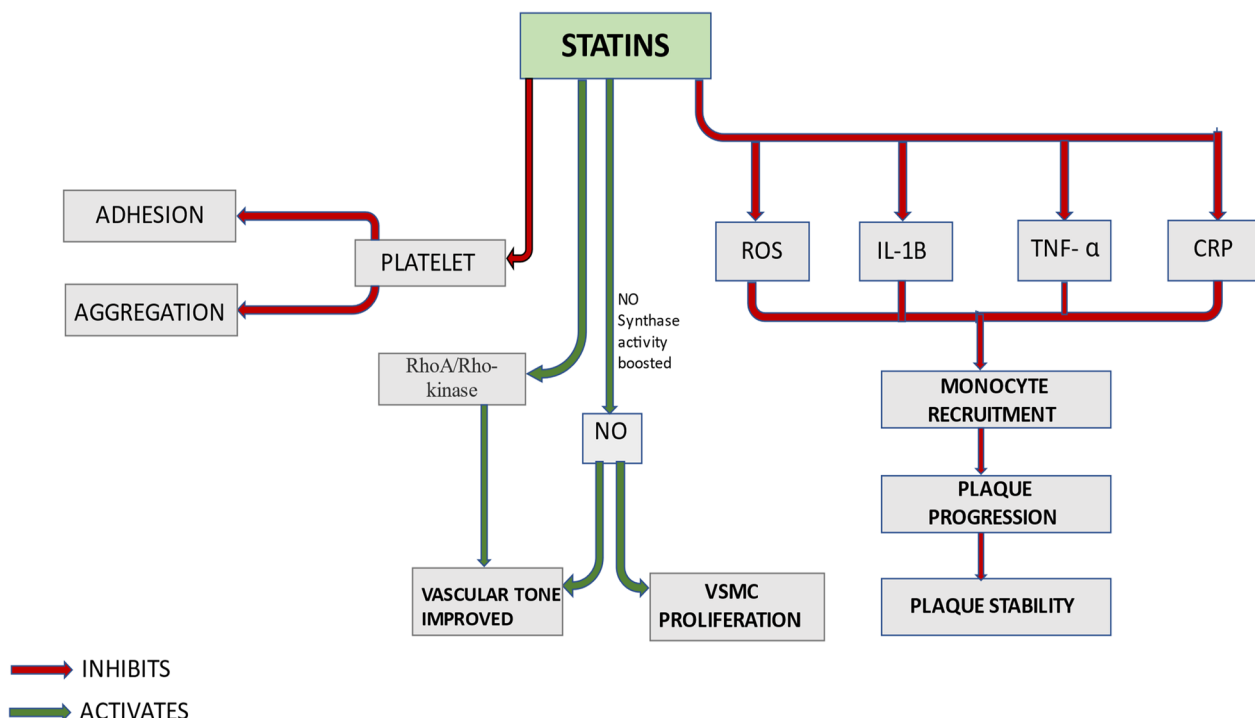 STATINS
ADHESION
PLATELET
AGGREGATION
ROS
IL-1B
TNF- α
CRP
NO
Synthase
activity
boosted
RhoA/Rho-
kinase
NO
MONOCYTE
RECRUITMENT
PLAQUE
PROGRESSION
VASCULAR TONE
IMPROVED
VSMC
PROLIFERATION
PLAQUE STABILITY
INHIBITS
ACTIVATES